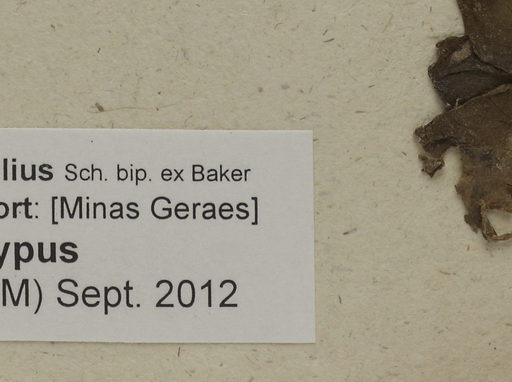 lius Sch. bip. ex Baker
ort: [Minas Geraes]
ypus
M) Sept. 2012